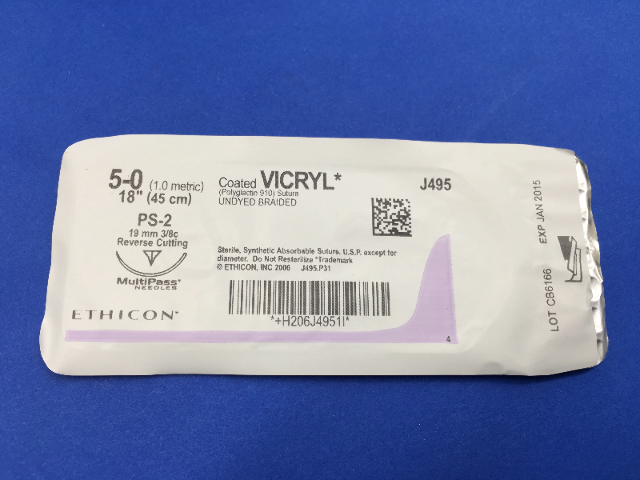 5-0 (1.0 metric)
18" (45 cm)
PS-2
19 mm 3/8c
Reverse Cutting
MultiPass*
NEEDLES
ETHICON*
Coated VICRYL*
(Polyglactin 910) Suture
UNDYED BRAIDED
J495
Sterile, Synthetic Absorbable Suture, U.S.P. except for
diameter. Do Not Resterilize *Trademark
© ETHICON, INC 2006 J495.P31
*+H206J4951I*
4
LOT CB6166 EXP JAN 2015